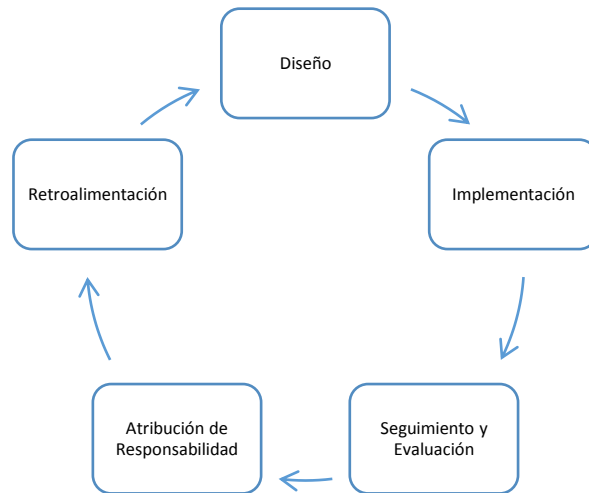 Diseño
Implementación
Seguimiento y
Evaluación
Atribución de
Responsabilidad
Retroalimentación